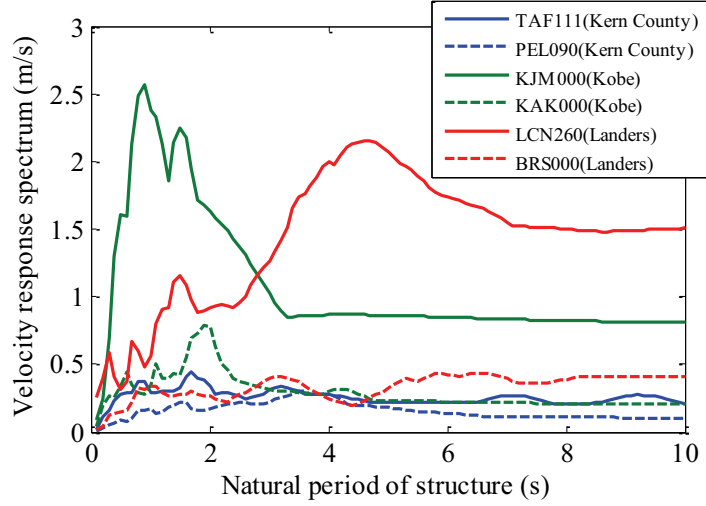 3
2.5
2
1.5
1
0.5
0
0
2
4
6
8
10
Velocity response spectrum (m/s)
Natural period of structure (s)
TAF111(Kern County)
PEL090(Kern County)
KJM000(Kobe)
KAK000(Kobe)
LCN260(Landers)
BRS000(Landers)